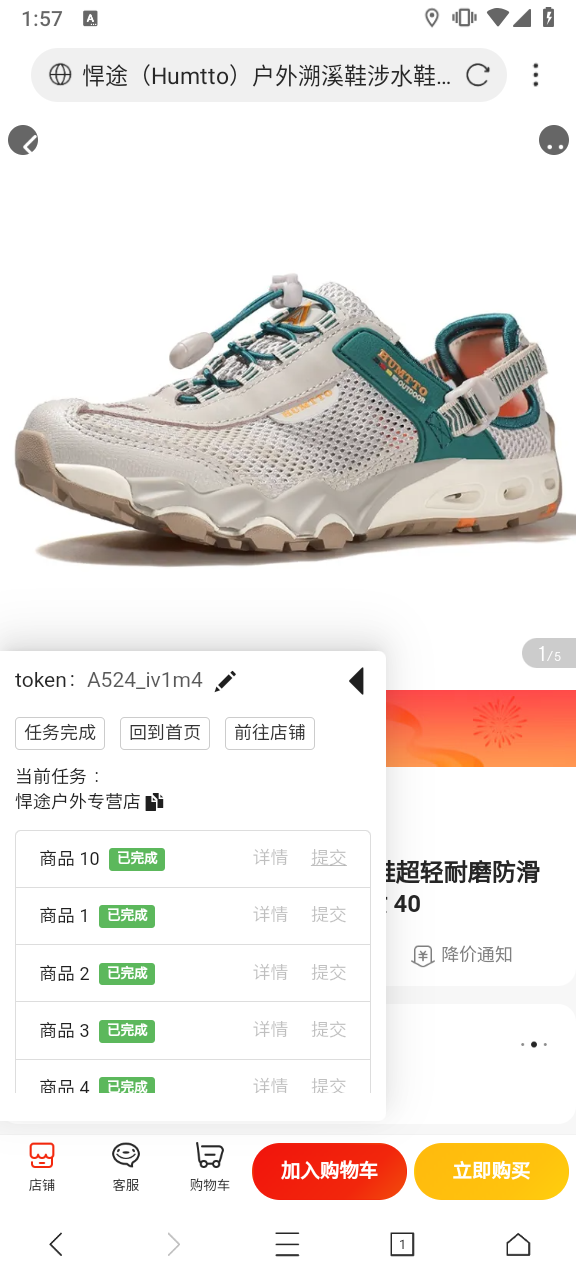 1:57
A
悍途（Humtto）户外溯溪鞋涉水鞋...
HUMTTO
OUTDOOR
HUMTTO
1/5
token： A524_iv1m4
任务完成 回到首页 前往店铺
当前任务：
悍途户外专营店
商品 10 已完成 详情 提交
鞋超轻耐磨防滑
40
商品 1 已完成 详情 提交
降价通知
商品 2 已完成 详情 提交
商品 3 已完成 详情 提交
商品 4 已完成 详情 提交
店铺 客服 购物车 加入购物车 立即购买
1